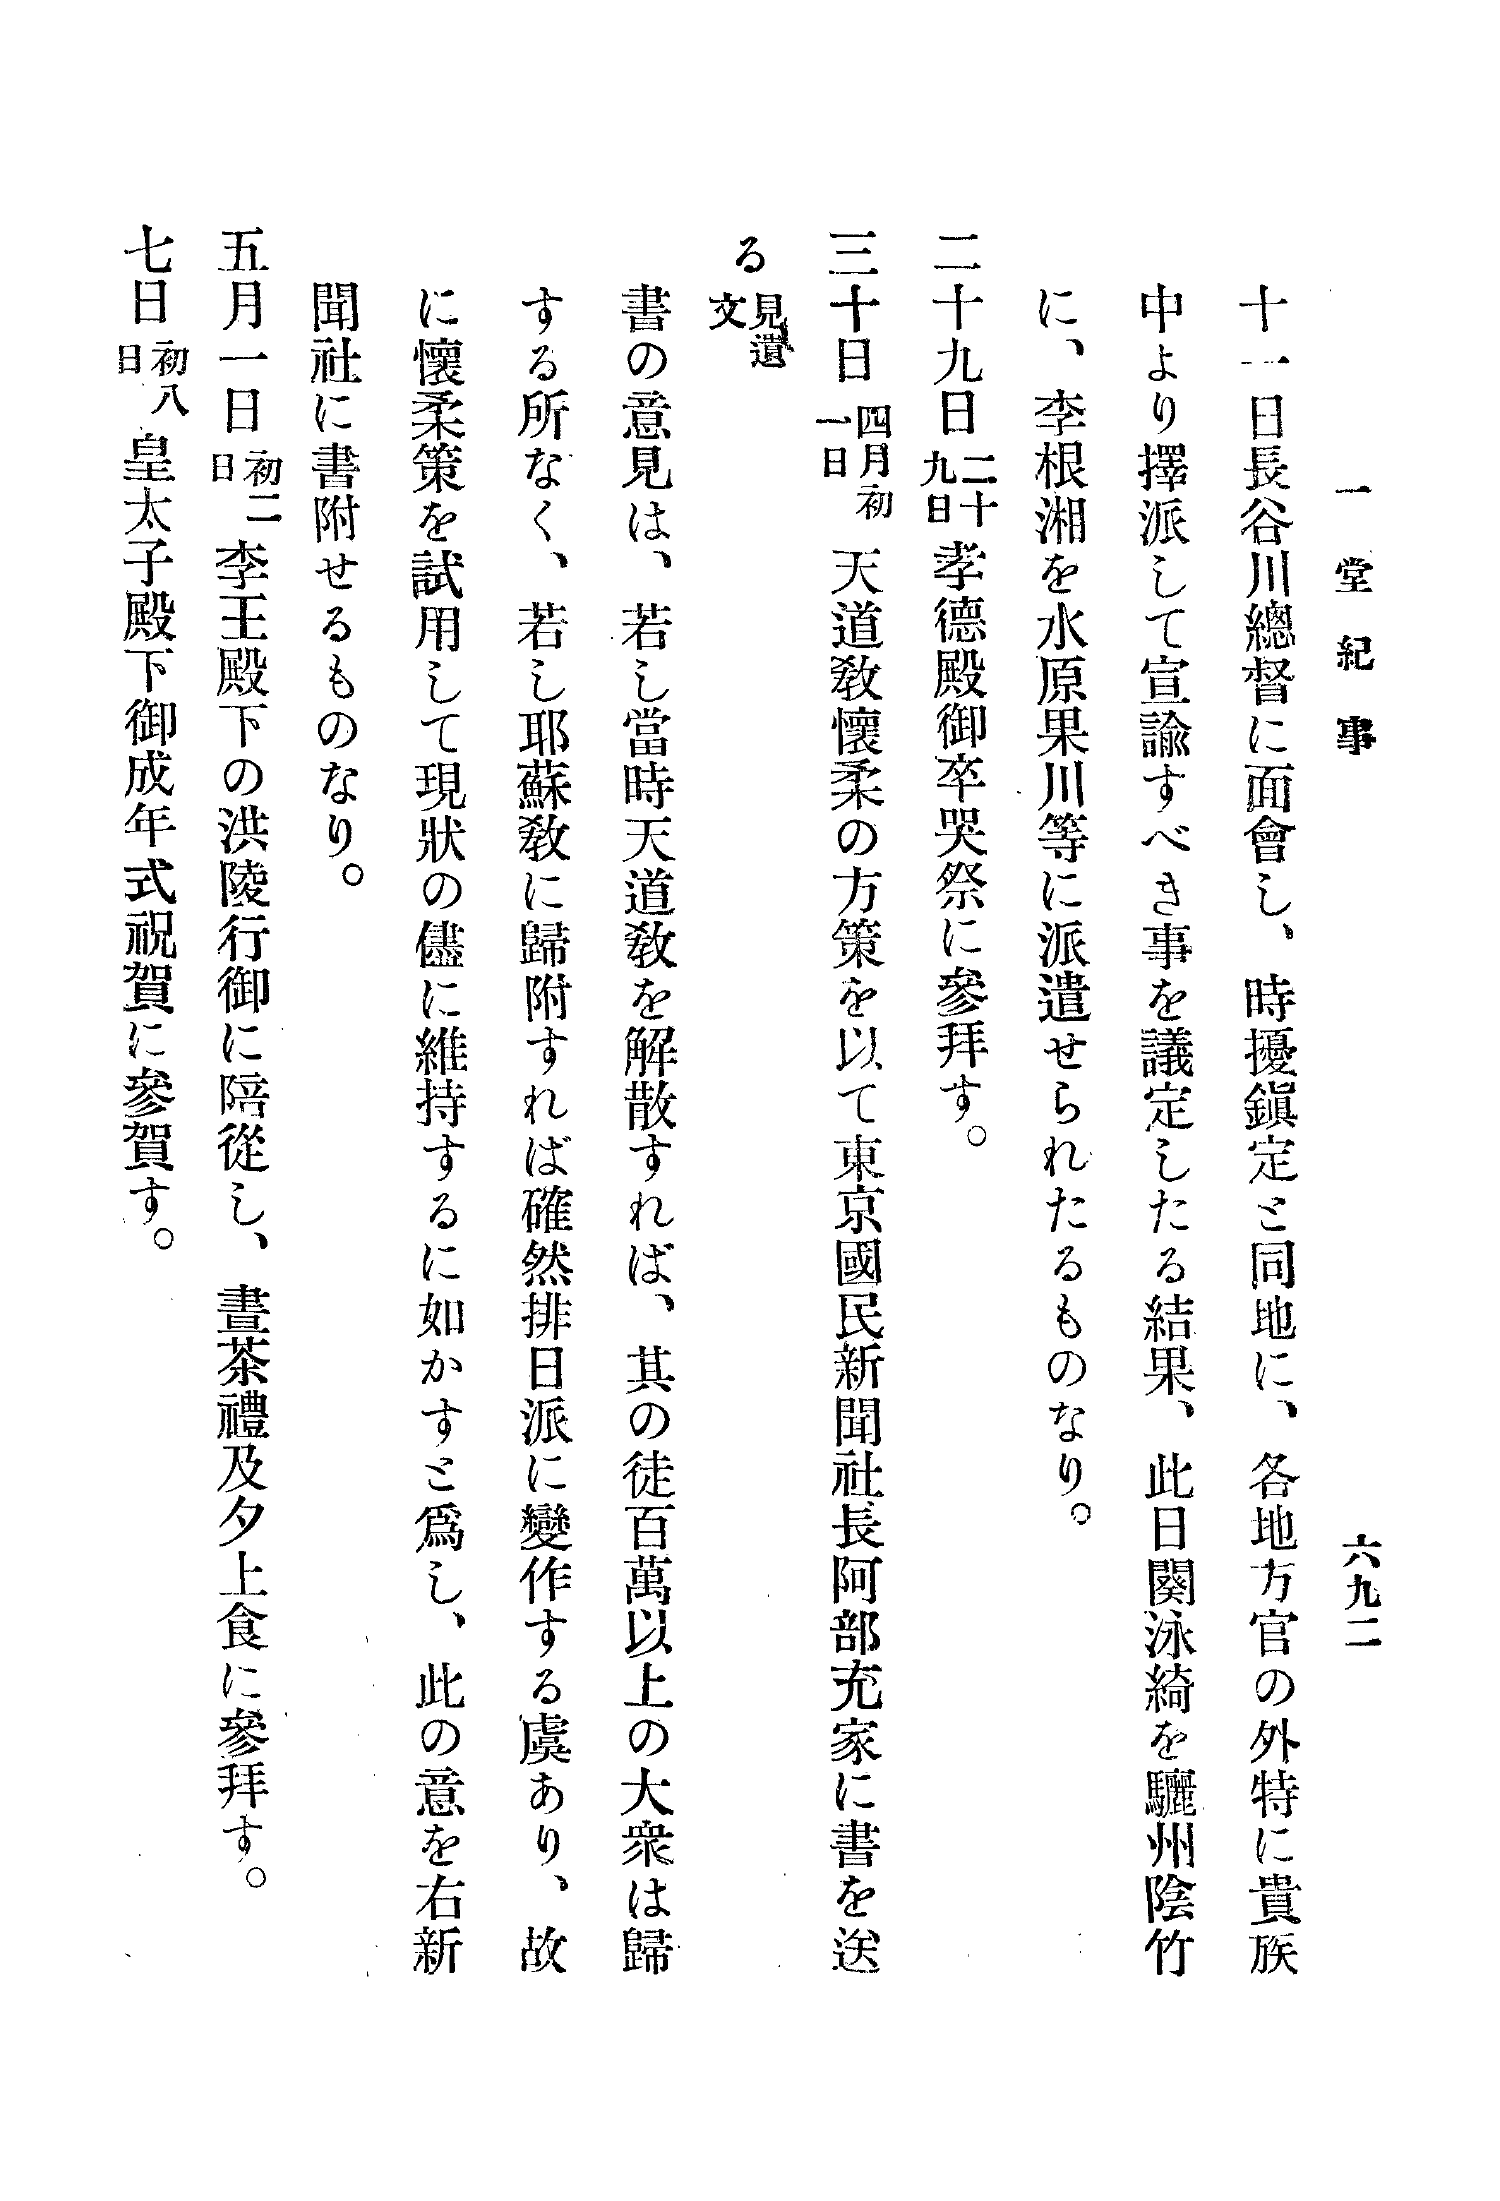 一堂紀事　六九二
十一日長谷川總督に面會し、時擾鎭定と同地に、各地方官の外特に貴族
中より擇派して宣諭すべき事を議定したる結果、此日閔泳綺を驪州陰竹
に、李根湘を水原果川等に派遣せられたるものなり。
二十九日二十九日孝德殿御卒哭祭に參拜す。
三十日四月初一日天道敎懷柔の方策を以て東京國民新聞社長阿部充家に書を送
る見遺文
書の意見は、若し當時天道敎を解散すれば、其の徒百萬以上の大衆は歸
する所なく、若し耶蘇敎に歸附すれば確然排日派に變作する虞あり、故
に懷柔策を試用して現狀の儘に維持するに如かすと爲し、此の意を右新
聞社に書附せるものなり。
五月一日初二日李王殿下の洪陵行御に陪從し、晝茶禮及夕上食に參拜す。
七日初八日皇太子殿下御成年式祝賀に參賀す。